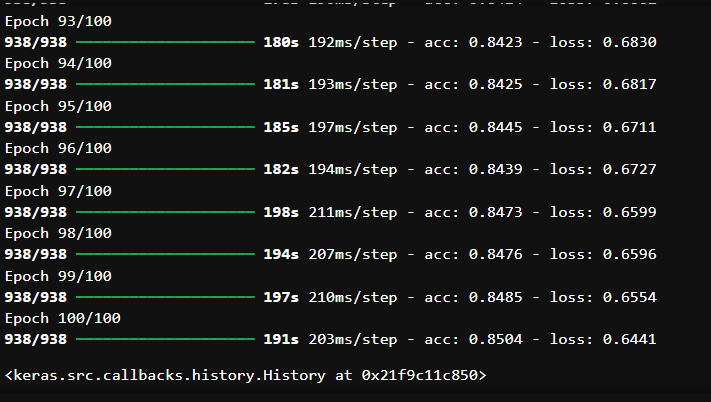 Epoch 93/100
938/938 ━━━━━━━━━━━━━━━━━━━━ 180s 192ms/step - acc: 0.8423 - loss: 0.6830
Epoch 94/100
938/938 ━━━━━━━━━━━━━━━━━━━━ 181s 193ms/step - acc: 0.8425 - loss: 0.6817
Epoch 95/100
938/938 ━━━━━━━━━━━━━━━━━━━━ 185s 197ms/step - acc: 0.8445 - loss: 0.6711
Epoch 96/100
938/938 ━━━━━━━━━━━━━━━━━━━━ 182s 194ms/step - acc: 0.8439 - loss: 0.6727
Epoch 97/100
938/938 ━━━━━━━━━━━━━━━━━━━━ 198s 211ms/step - acc: 0.8473 - loss: 0.6599
Epoch 98/100
938/938 ━━━━━━━━━━━━━━━━━━━━ 194s 207ms/step - acc: 0.8476 - loss: 0.6596
Epoch 99/100
938/938 ━━━━━━━━━━━━━━━━━━━━ 197s 210ms/step - acc: 0.8485 - loss: 0.6554
Epoch 100/100
938/938 ━━━━━━━━━━━━━━━━━━━━ 191s 203ms/step - acc: 0.8504 - loss: 0.6441
<keras.src.callbacks.history.History at 0x21f9c11c850>